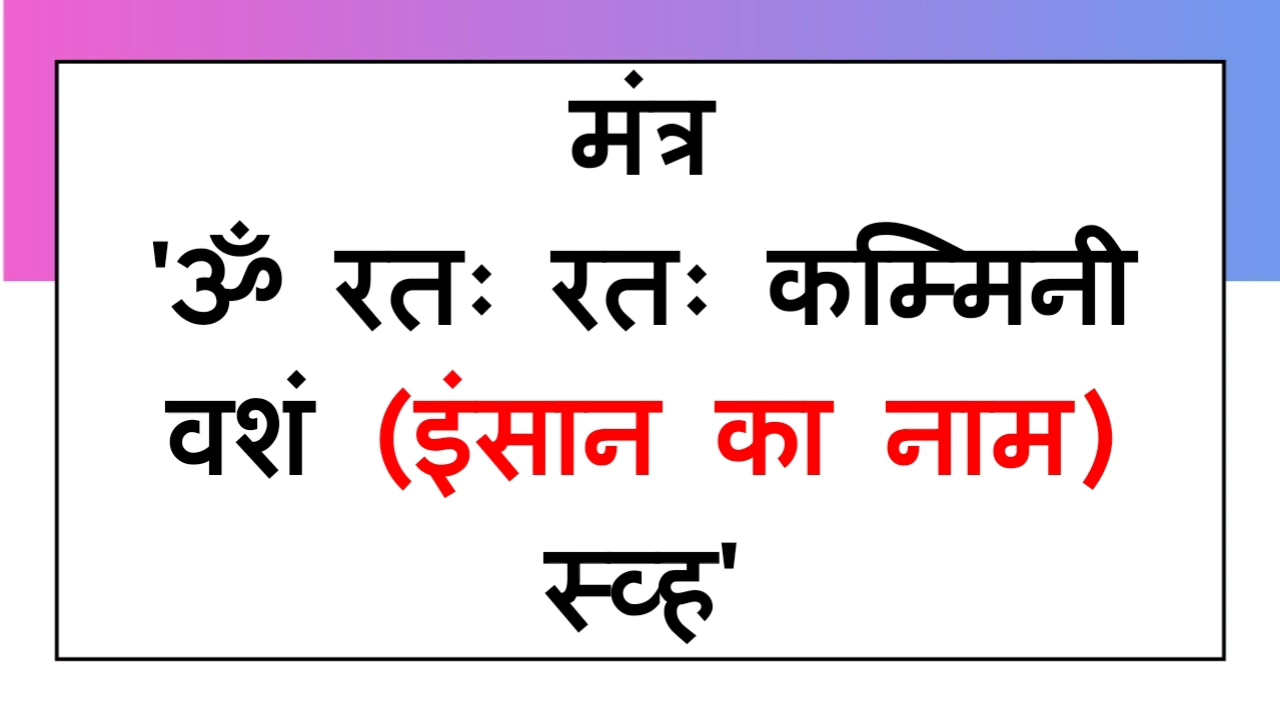 मंत्र
'ॐ रतः रतः कम्मिनी
वशं (इंसान का नाम)
स्व्ह'